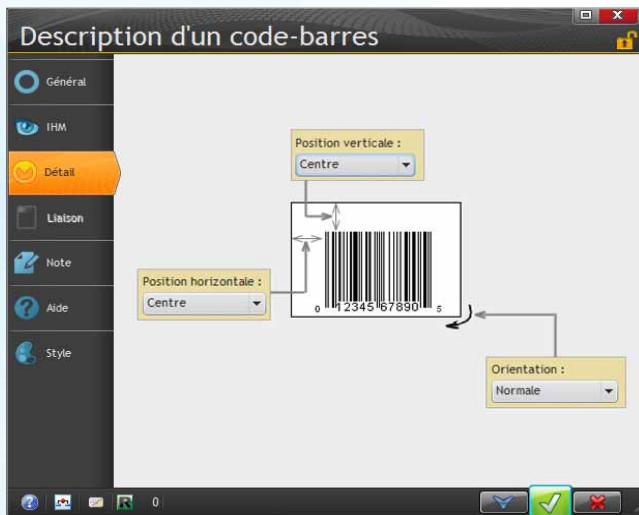 Description d'un code-barres
Général
IHM
Détail
Liaison
Note
Aide
Style
Position verticale :
Centre
Position horizontale :
Centre
0 12345 67890 5
Orientation :
Normale
0